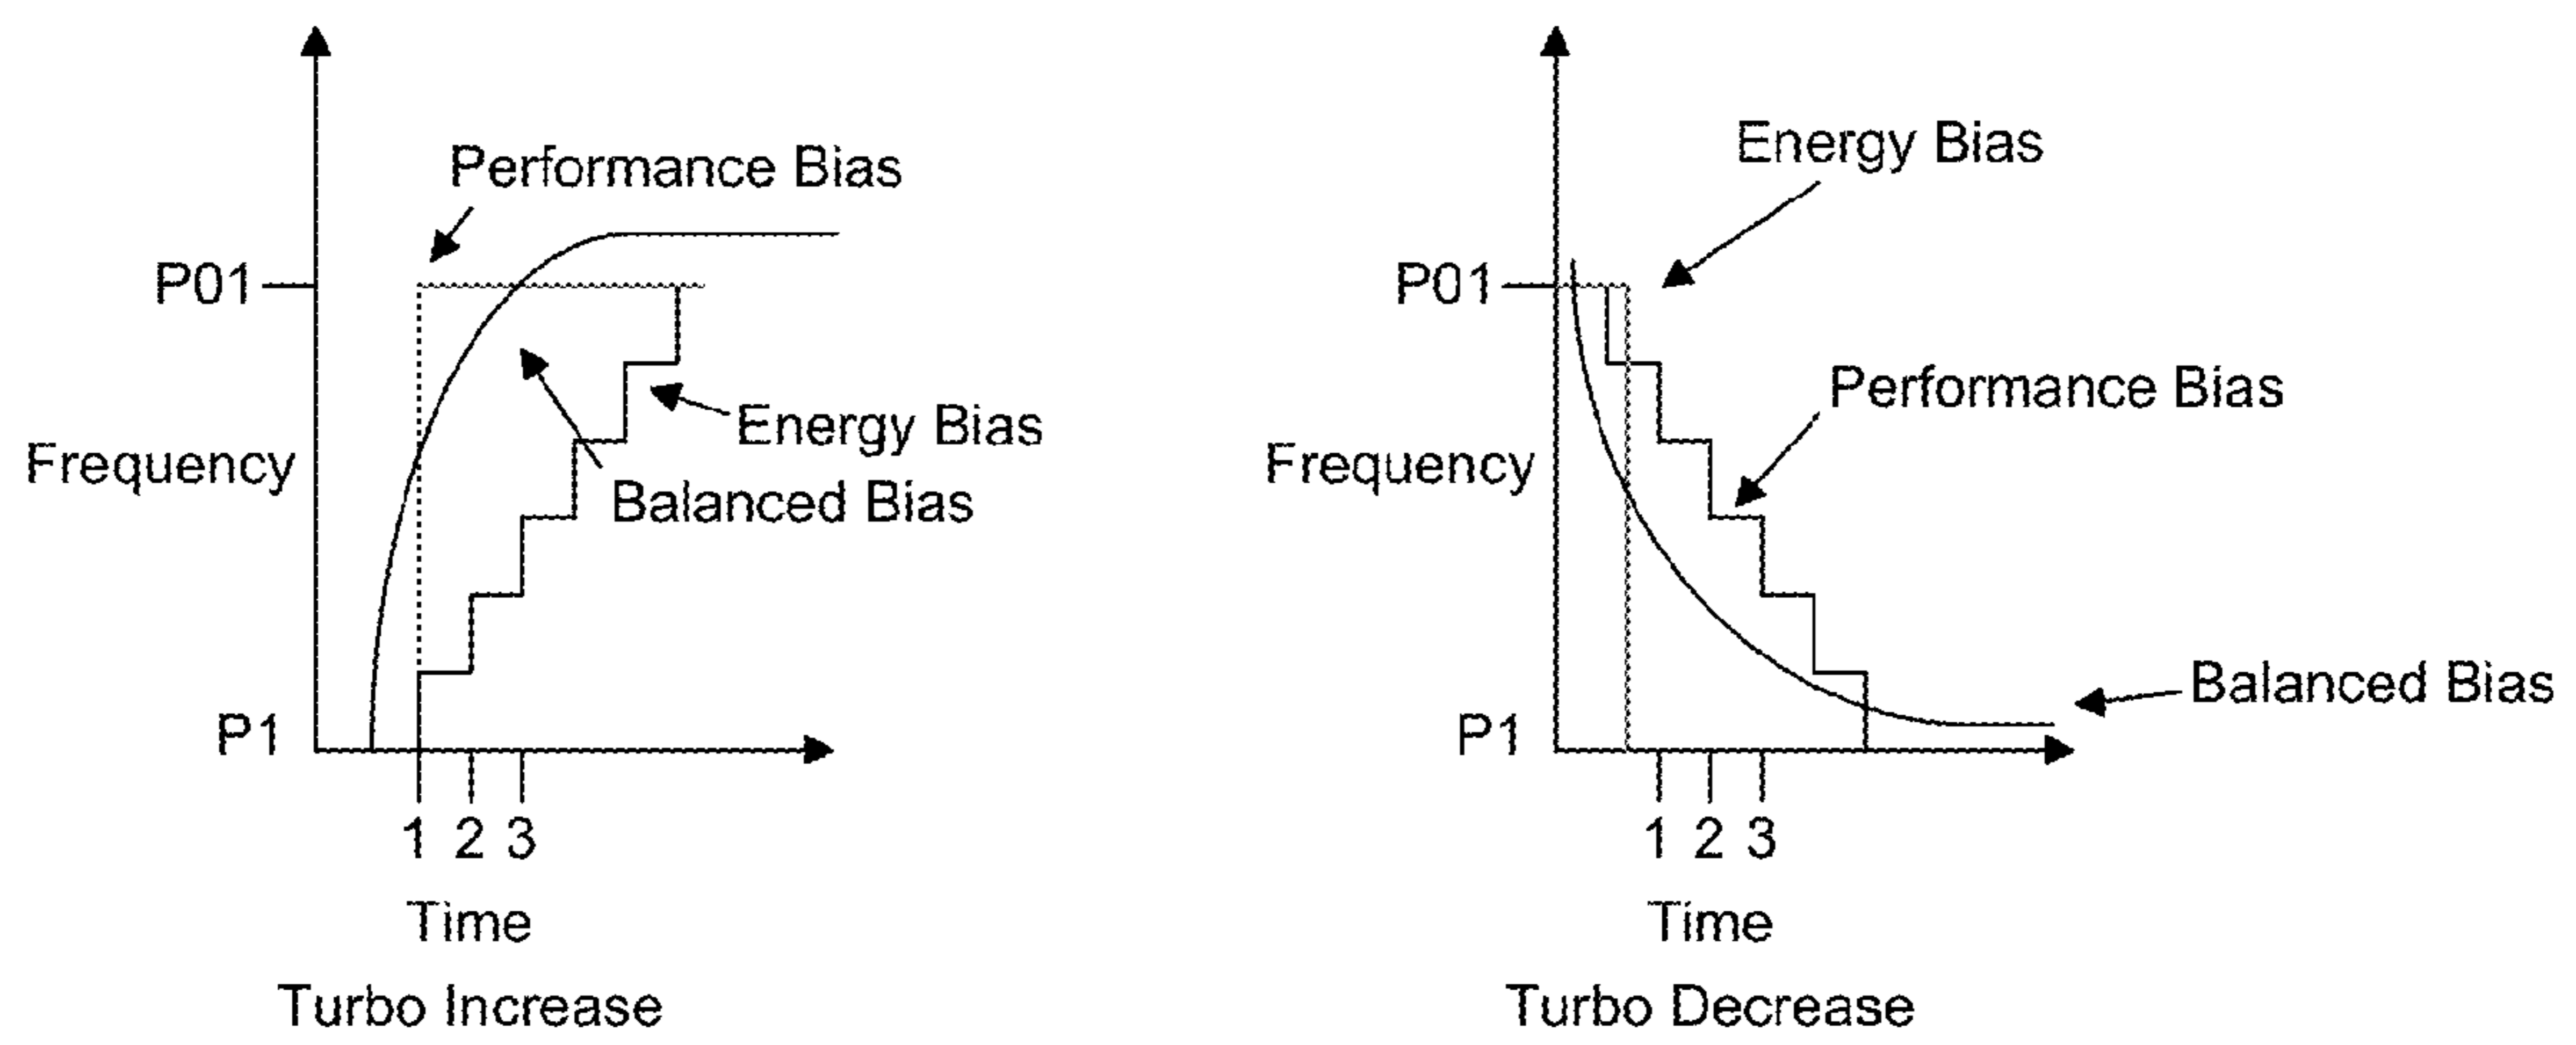 Performance Bias
P01
Energy Bias
Frequency
Balanced Bias
P1
1 2 3
Time
Turbo Increase
Energy Bias
P01
Performance Bias
Frequency
Balanced Bias
P1
1 2 3
Time
Turbo Decrease